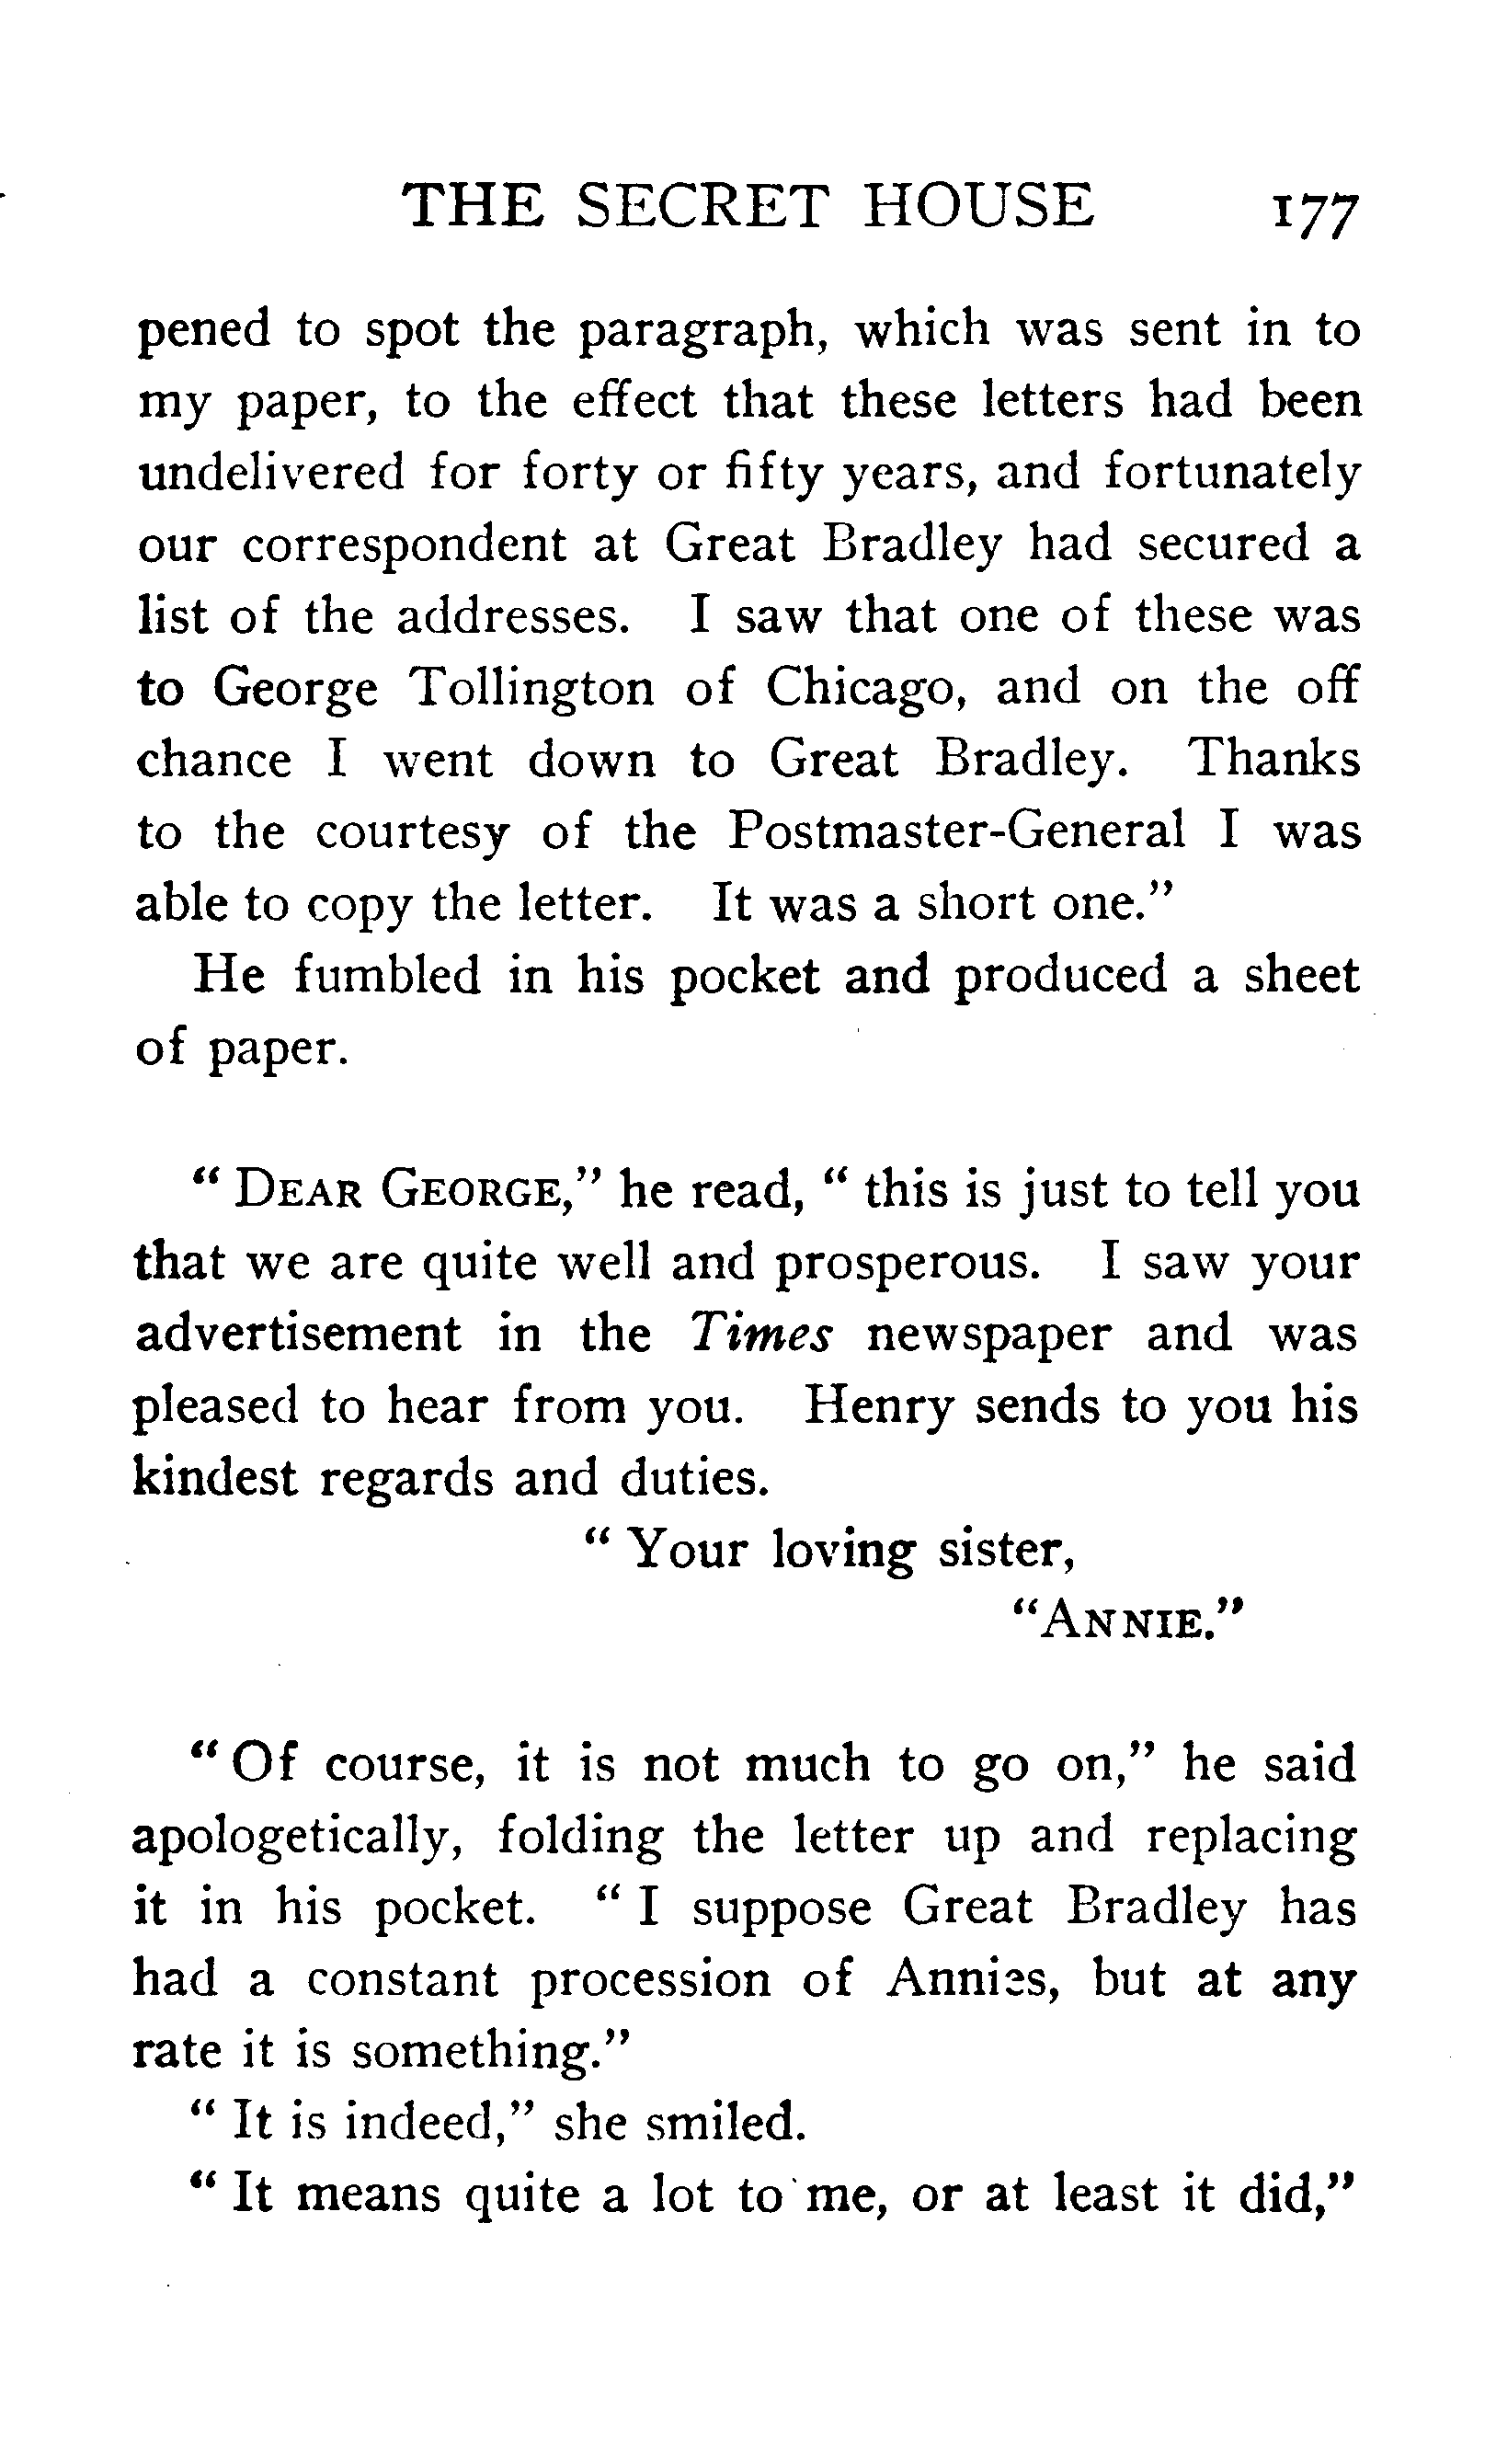 THE SECRET HOUSE 177
pened to spot the paragraph, which was sent in to
my paper, to the effect that these letters had been
undelivered for forty or fifty years, and fortunately
our correspondent at Great Bradley had secured a
list of the addresses. I saw that one of these was
to George Tollington of Chicago, and on the off
chance I went down to Great Bradley. Thanks
to the courtesy of the Postmaster-General I was
able to copy the letter. It was a short one."
He fumbled in his pocket and produced a sheet
of paper.
" DEAR GEORGE," he read, " this is just to tell you
that we are quite well and prosperous. I saw your
advertisement in the Times newspaper and was
pleased to hear from you. Henry sends to you his
kindest regards and duties.
" Your loving sister,
"ANNIE."
" Of course, it is not much to go on," he said
apologetically, folding the letter up and replacing
it in his pocket. " I suppose Great Bradley has
had a constant procession of Annies, but at any
rate it is something."
" It is indeed," she smiled.
" It means quite a lot to me, or at least it did,"